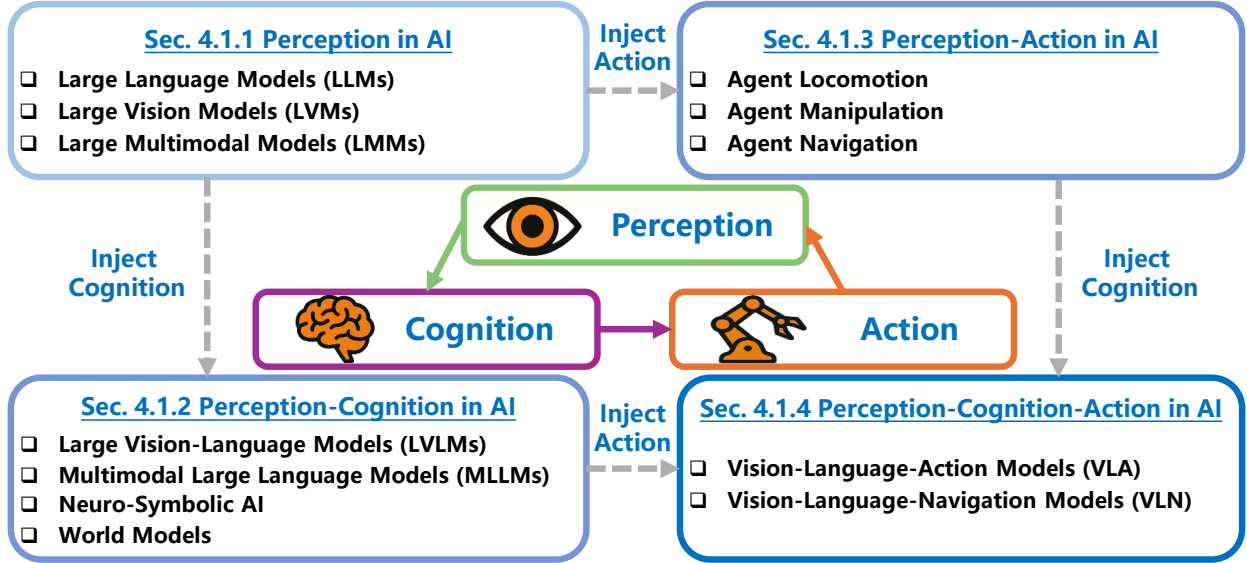 Sec. 4.1.1 Perception in AI
❑ Large Language Models (LLMs)
❑ Large Vision Models (LVMs)
❑ Large Multimodal Models (LMMs)
Inject
Action
Sec. 4.1.3 Perception-Action in AI
❑ Agent Locomotion
❑ Agent Manipulation
❑ Agent Navigation
Perception
Inject
Cognition
Inject
Cognition
Cognition
Action
Sec. 4.1.2 Perception-Cognition in AI
❑ Large Vision-Language Models (LVLMs)
❑ Multimodal Large Language Models (MLLMs)
❑ Neuro-Symbolic AI
❑ World Models
Inject
Action
Sec. 4.1.4 Perception-Cognition-Action in AI
❑ Vision-Language-Action Models (VLA)
❑ Vision-Language-Navigation Models (VLN)